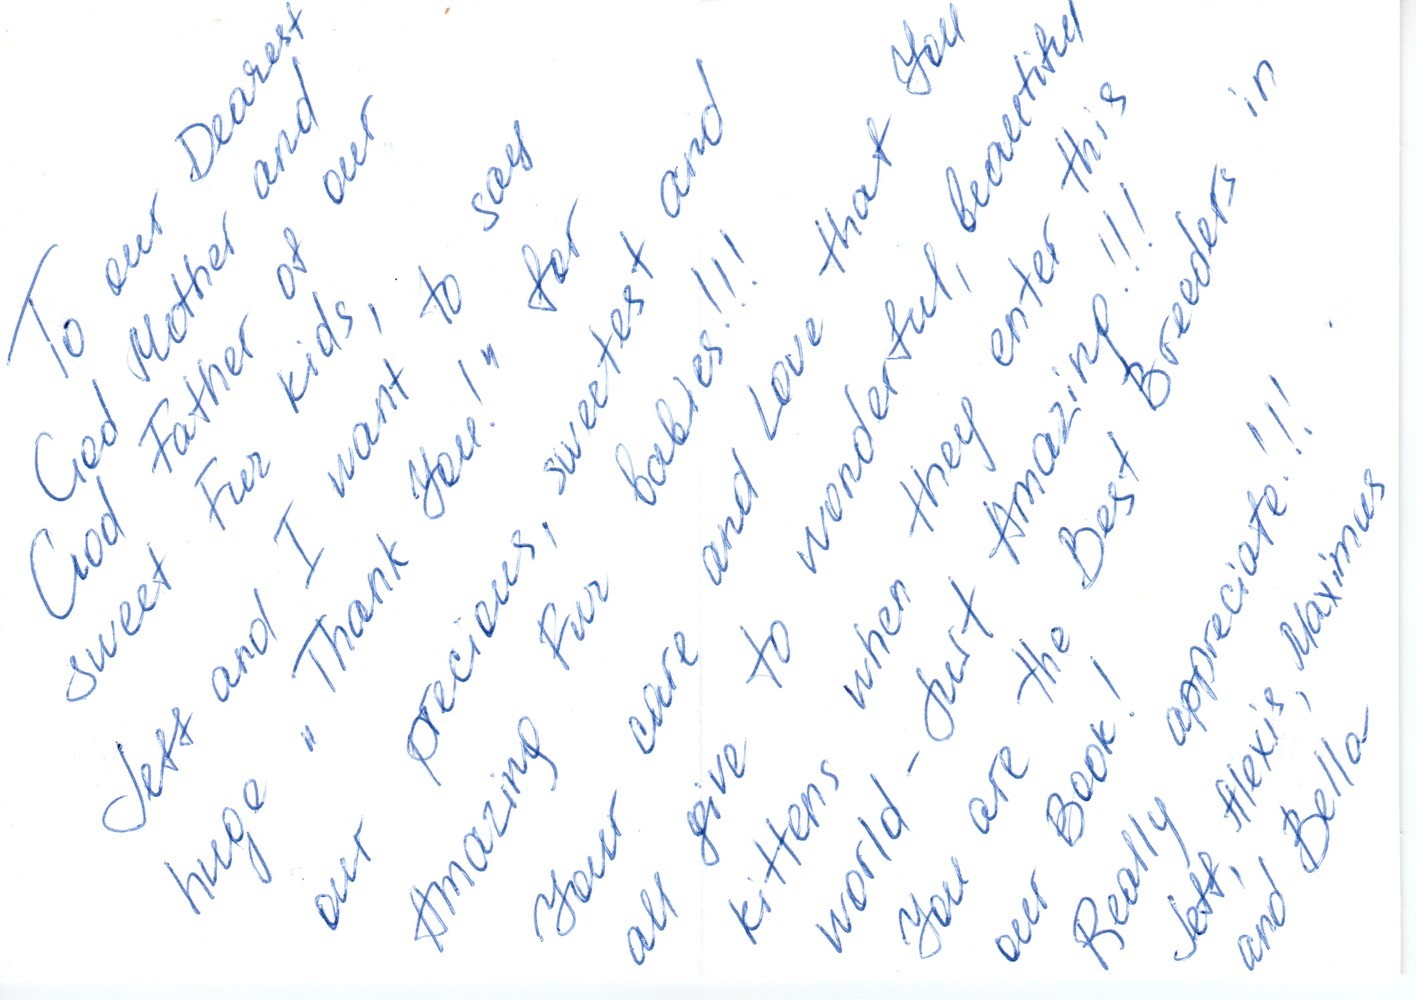 To our Dearest
God Mother and
God Father of our
sweet Fur kids,
Jeff and I want to say
huge "Thank You!" for
our precious, sweetest and
Amazing Fur babies!!!
Your care and Love that You
all give to wonderful, beautiful
kittens when they enter this
world - Just Amazing!!!
You are the Best Breeders in
our Book!
Really appreciate!!!
Jeff, Alexis, Maximus
and Bella